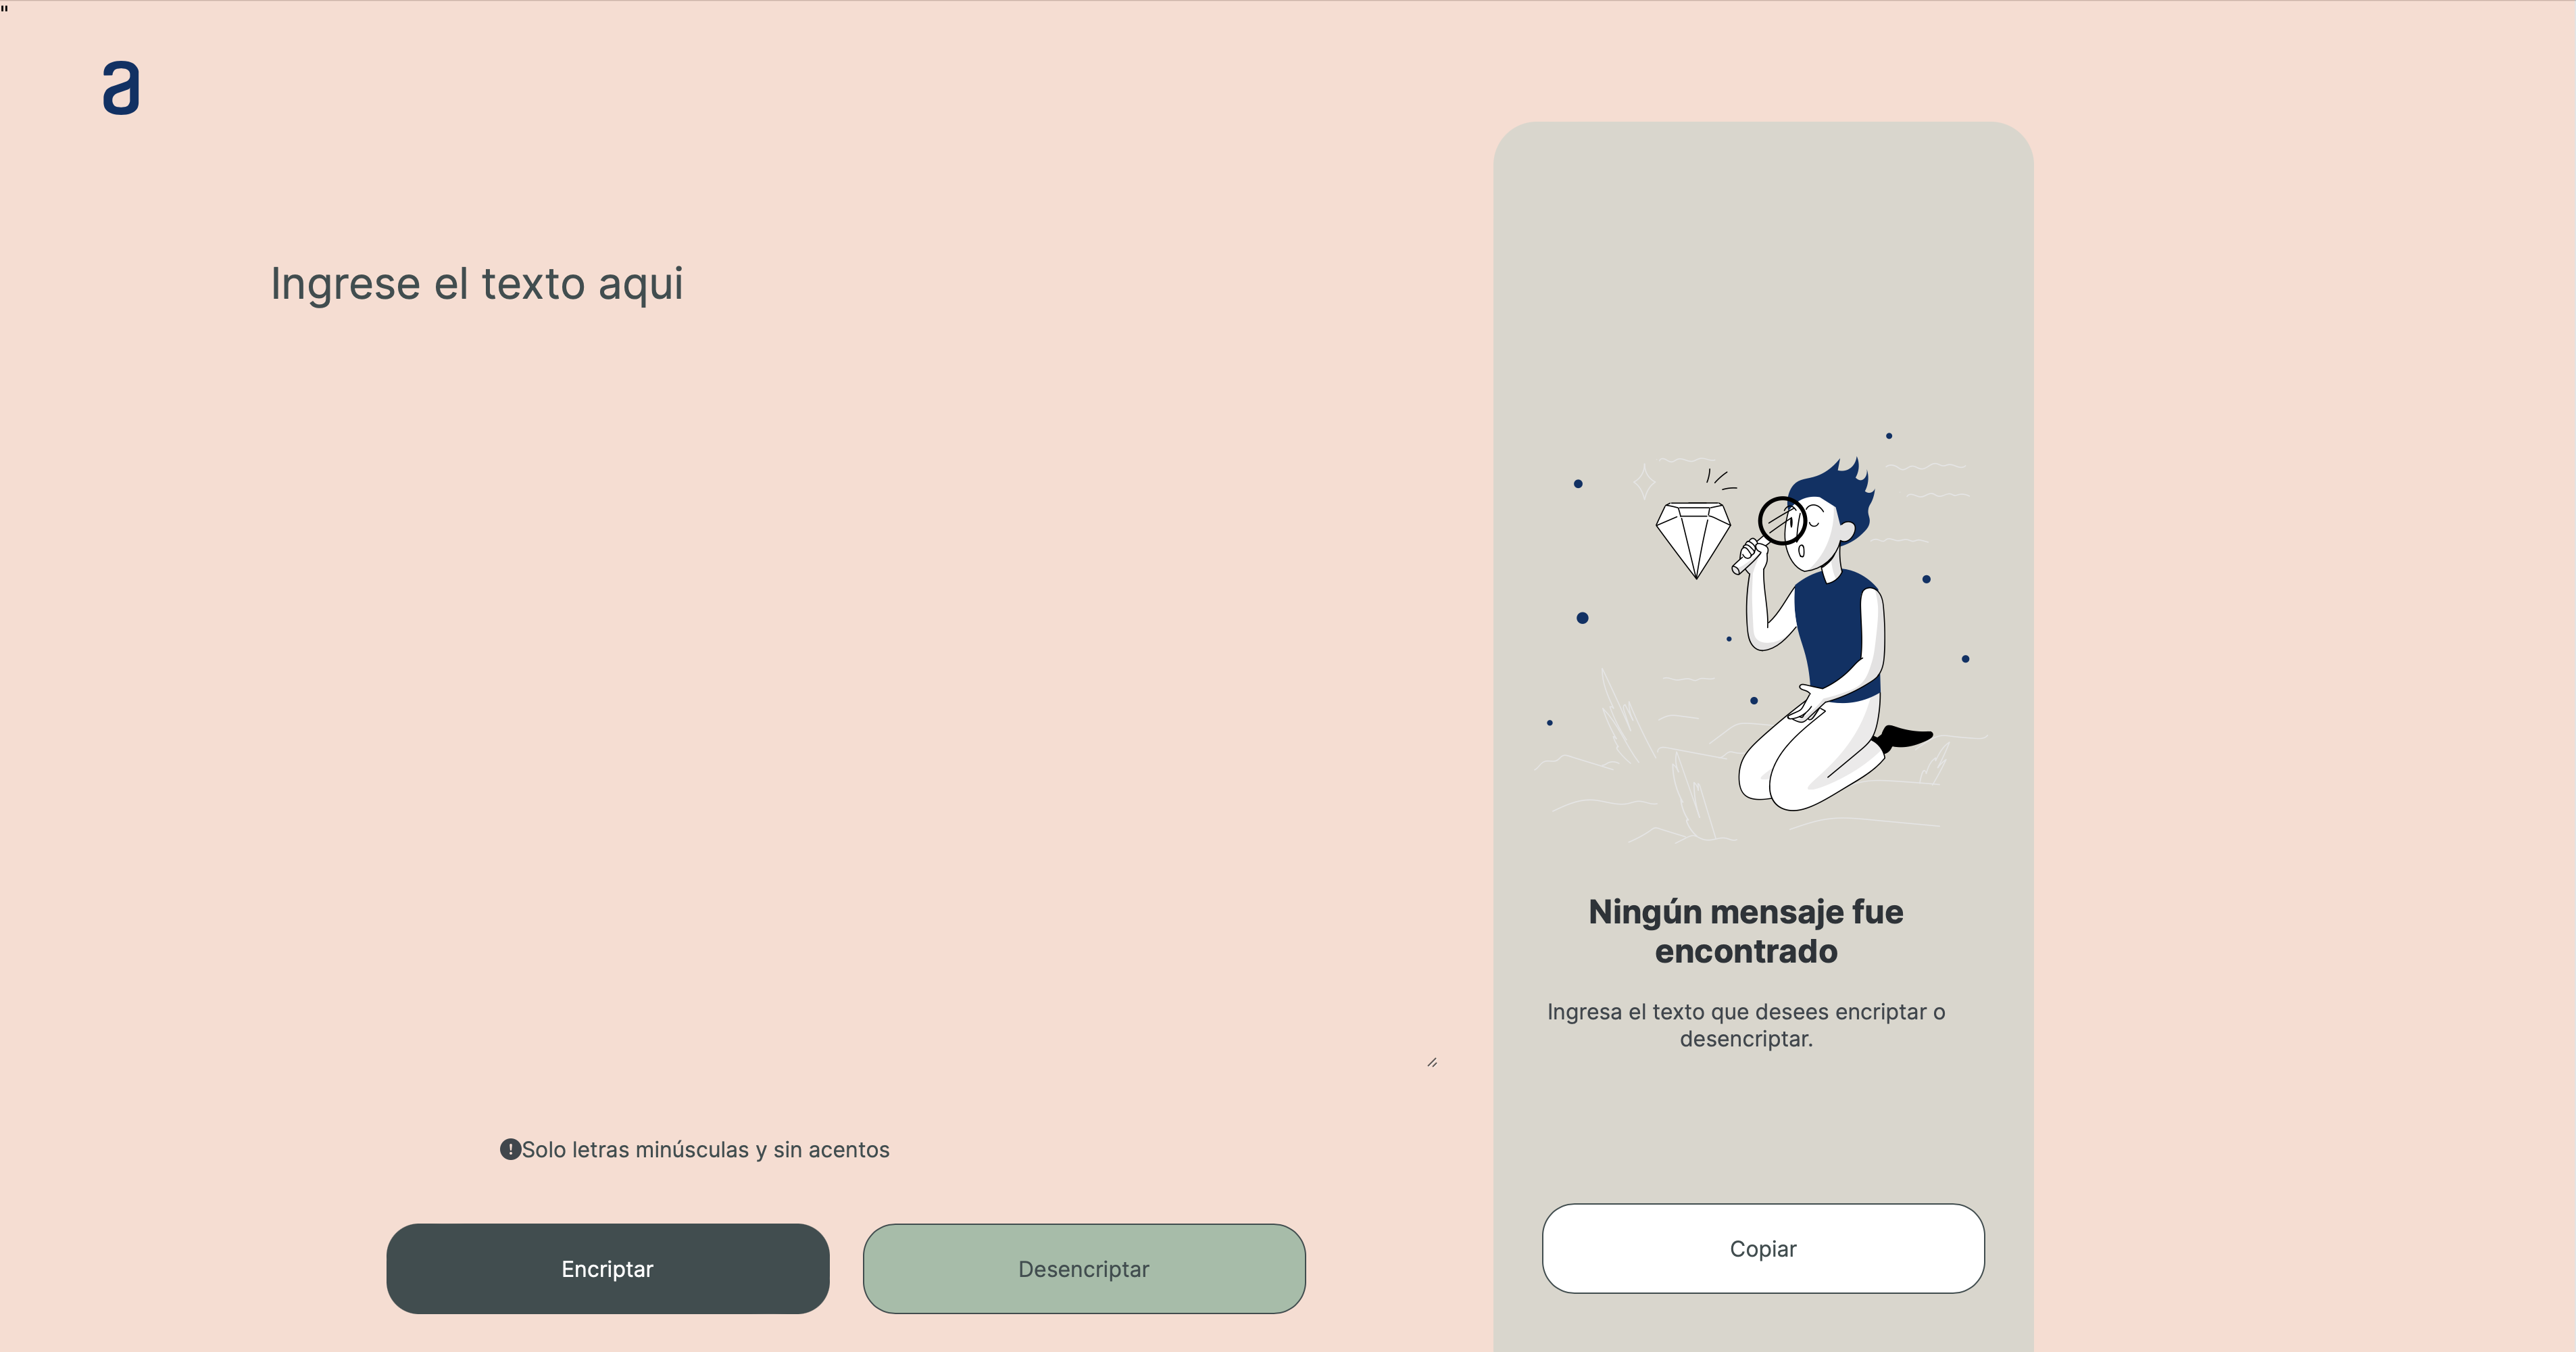 "
a
Ingrese el texto aqui
Solo letras minúsculas y sin acentos
Encriptar
Desencriptar
Ningún mensaje fue
encontrado
Ingresa el texto que desees encriptar o
desencriptar.
Copiar